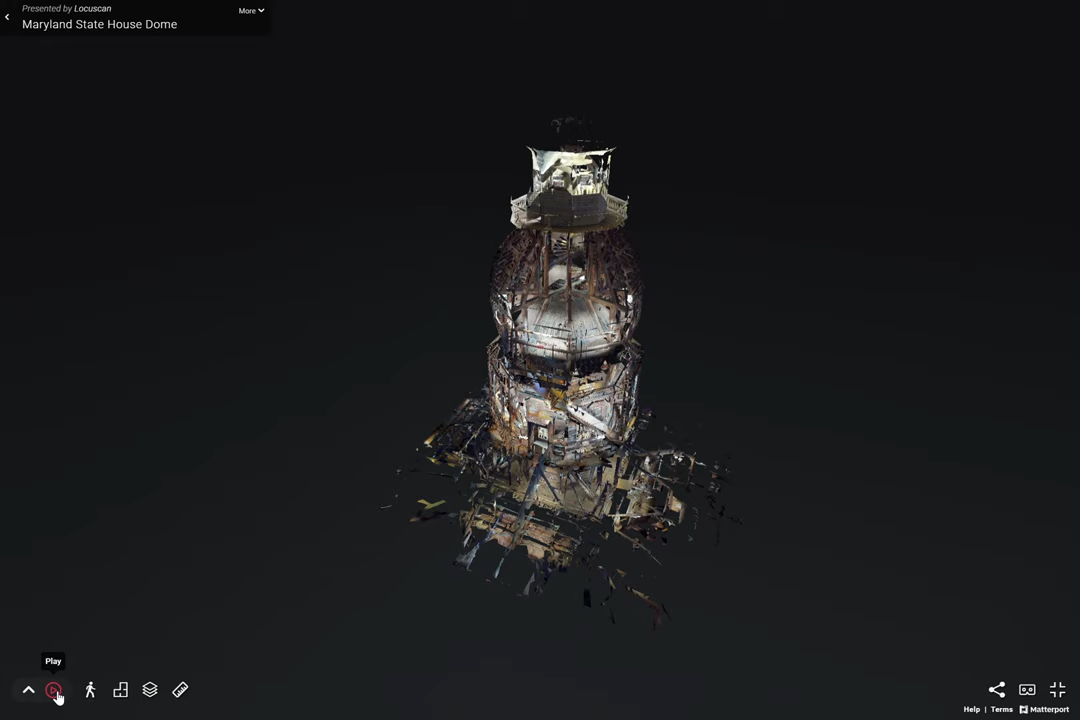 Presented by Locuscan
Maryland State House Dome
More
Play
Help | Terms Matterport